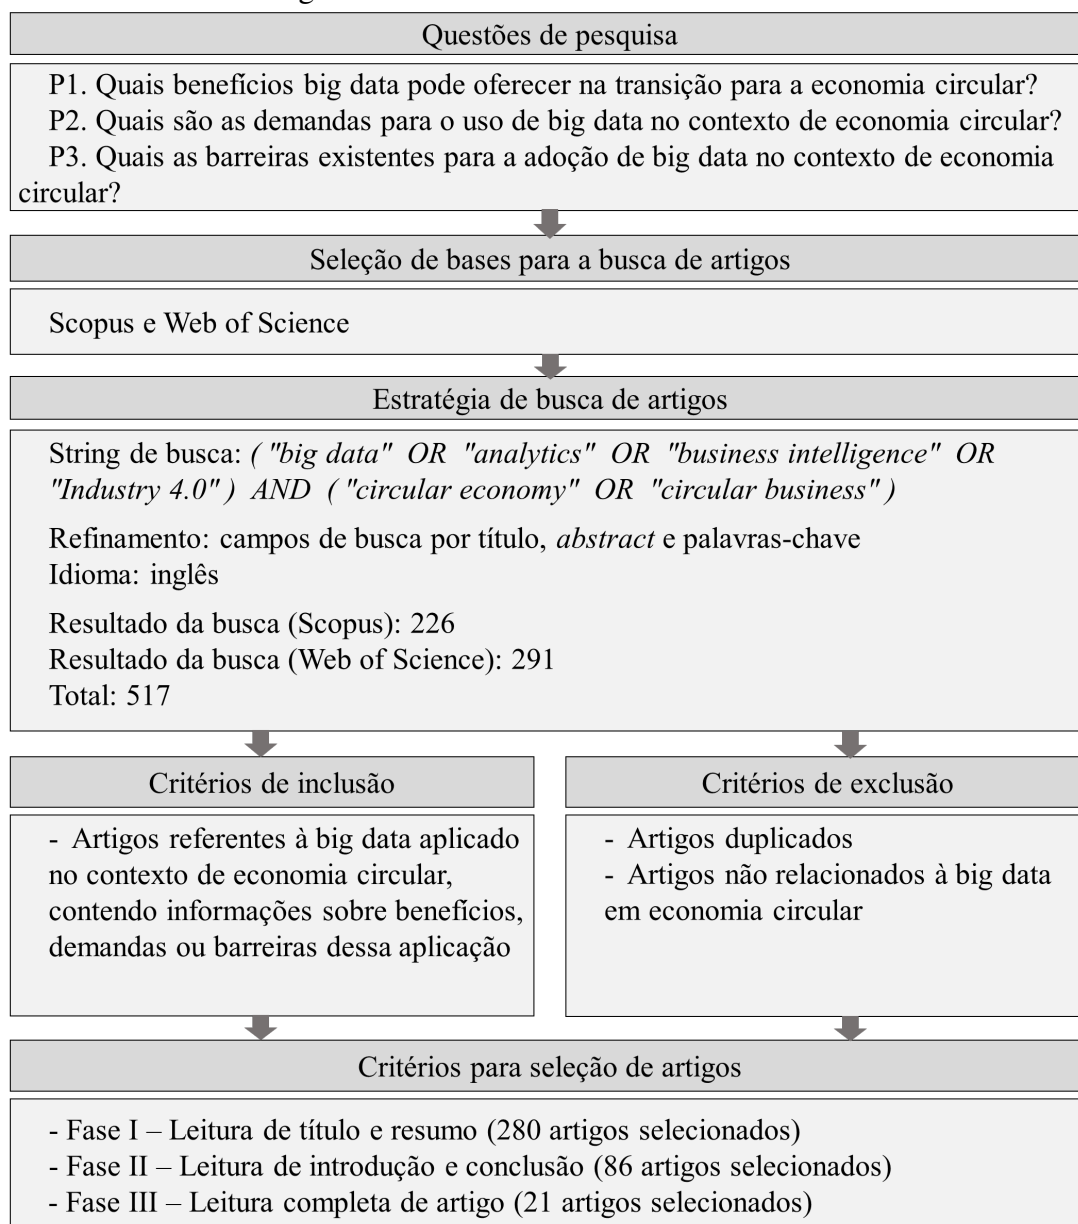 Questões de pesquisa
P1. Quais benefícios big data pode oferecer na transição para a economia circular?
P2. Quais são as demandas para o uso de big data no contexto de economia circular?
P3. Quais as barreiras existentes para a adoção de big data no contexto de economia
circular?
Seleção de bases para a busca de artigos
Scopus e Web of Science
Estratégia de busca de artigos
String de busca: ( "big data" OR "analytics" OR "business intelligence" OR
"Industry 4.0" ) AND ( "circular economy" OR "circular business" )
Refinamento: campos de busca por título, abstract e palavras-chave
Idioma: inglês
Resultado da busca (Scopus): 226
Resultado da busca (Web of Science): 291
Total: 517
Critérios de inclusão
- Artigos referentes à big data aplicado
no contexto de economia circular,
contendo informações sobre benefícios,
demandas ou barreiras dessa aplicação
Critérios de exclusão
- Artigos duplicados
- Artigos não relacionados à big data
em economia circular
Critérios para seleção de artigos
- Fase I – Leitura de título e resumo (280 artigos selecionados)
- Fase II – Leitura de introdução e conclusão (86 artigos selecionados)
- Fase III – Leitura completa de artigo (21 artigos selecionados)